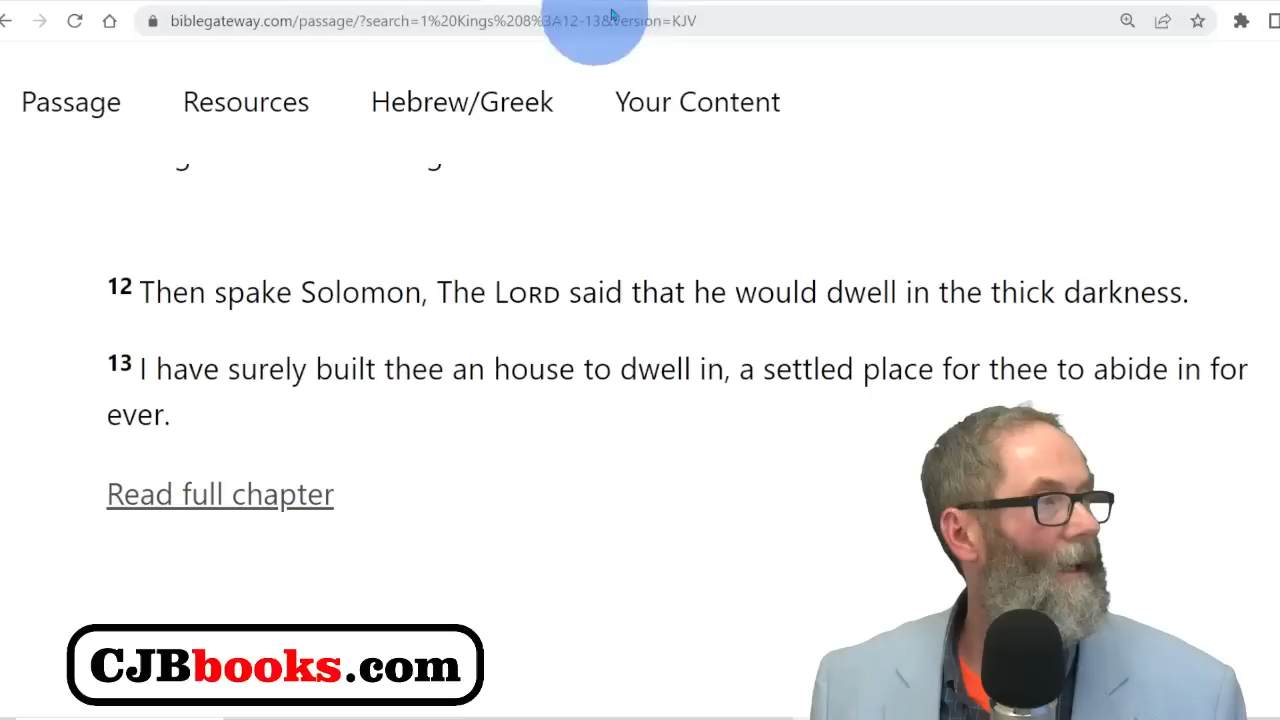 biblegateway.com/passage/?search=1%20Kings%208%3A12-13&version=KJV
Passage Resources Hebrew/Greek Your Content
12 Then spake Solomon, The LORD said that he would dwell in the thick darkness.
13 I have surely built thee an house to dwell in, a settled place for thee to abide in for
ever.
Read full chapter
CJBbooks.com